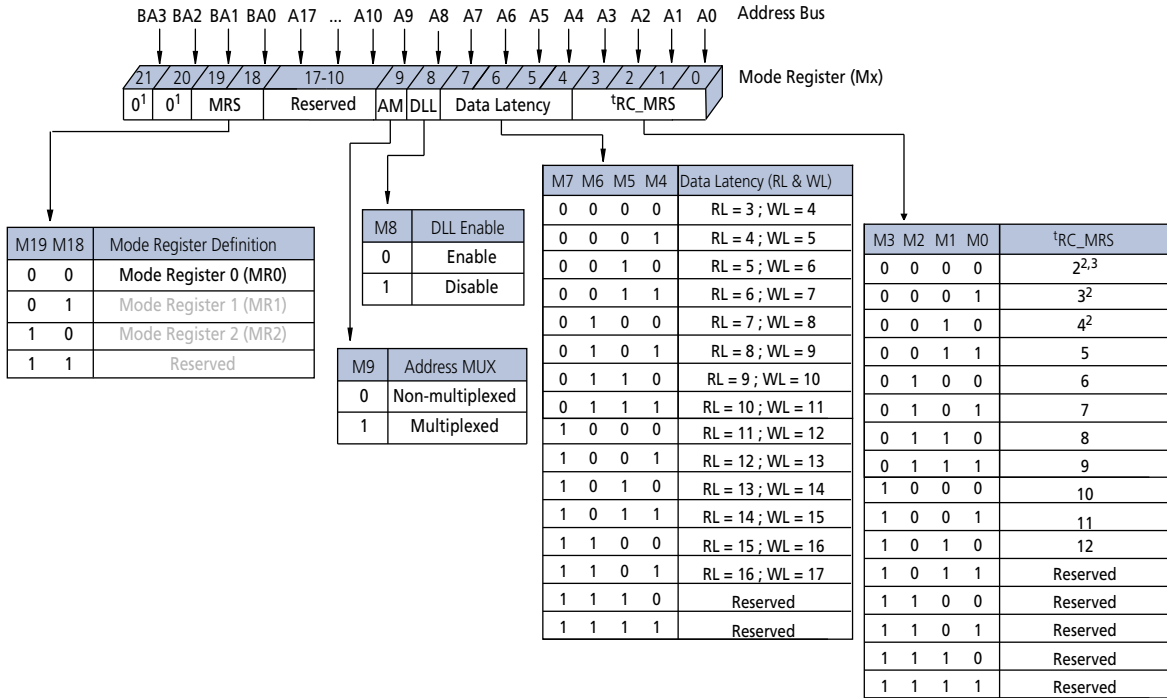 BA3 BA2 BA1 BA0 A17 ... A10 A9 A8 A7 A6 A5 A4 A3 A2 A1 A0 Address Bus
21 20 19 18 17-10 9 8 7 6 5 4 3 2 1 0 Mode Register (Mx)
0¹ 0¹ MRS Reserved AM DLL Data Latency ᵗRC_MRS
M19 M18 Mode Register Definition
0 0 Mode Register 0 (MR0)
0 1 Mode Register 1 (MR1)
1 0 Mode Register 2 (MR2)
1 1 Reserved
M8 DLL Enable
0 Enable
1 Disable
M9 Address MUX
0 Non-multiplexed
1 Multiplexed
M7 M6 M5 M4 Data Latency (RL & WL)
0 0 0 0 RL = 3 ; WL = 4
0 0 0 1 RL = 4 ; WL = 5
0 0 1 0 RL = 5 ; WL = 6
0 0 1 1 RL = 6 ; WL = 7
0 1 0 0 RL = 7 ; WL = 8
0 1 0 1 RL = 8 ; WL = 9
0 1 1 0 RL = 9 ; WL = 10
0 1 1 1 RL = 10 ; WL = 11
1 0 0 0 RL = 11 ; WL = 12
1 0 0 1 RL = 12 ; WL = 13
1 0 1 0 RL = 13 ; WL = 14
1 0 1 1 RL = 14 ; WL = 15
1 1 0 0 RL = 15 ; WL = 16
1 1 0 1 RL = 16 ; WL = 17
1 1 1 0 Reserved
1 1 1 1 Reserved
M3 M2 M1 M0 ᵗRC_MRS
0 0 0 0 2²,³
0 0 0 1 3²
0 0 1 0 4²
0 0 1 1 5
0 1 0 0 6
0 1 0 1 7
0 1 1 0 8
0 1 1 1 9
1 0 0 0 10
1 0 0 1 11
1 0 1 0 12
1 0 1 1 Reserved
1 1 0 0 Reserved
1 1 0 1 Reserved
1 1 1 0 Reserved
1 1 1 1 Reserved